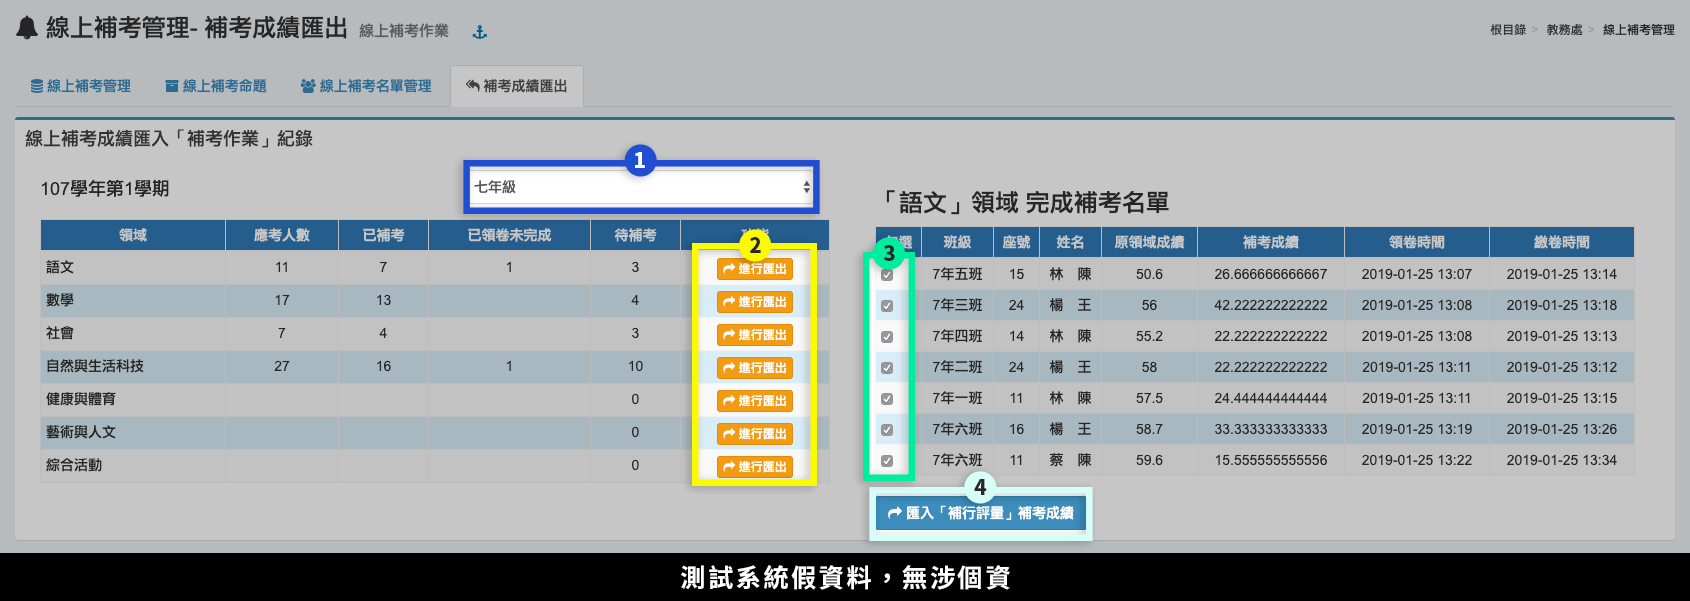 線上補考管理- 補考成績匯出 線上補考作業
根目錄 > 教務處 > 線上補考管理
線上補考管理 線上補考命題 線上補考名單管理 補考成績匯出
線上補考成績匯入「補考作業」紀錄
107學年第1學期
1
七年級
領域 應考人數 已補考 已領卷未完成 待補考
2
語文 11 7 1 3 進行匯出
數學 17 13 4 進行匯出
社會 7 4 3 進行匯出
自然與生活科技 27 16 1 10 進行匯出
健康與體育 0 進行匯出
藝術與人文 0 進行匯出
綜合活動 0 進行匯出
「語文」領域 完成補考名單
選 班級 座號 姓名 原領域成績 補考成績 領卷時間 繳卷時間
3
7年五班 15 林 陳 50.6 26.666666666667 2019-01-25 13:07 2019-01-25 13:14
7年三班 24 楊 王 56 42.222222222222 2019-01-25 13:08 2019-01-25 13:18
7年四班 14 林 陳 55.2 22.222222222222 2019-01-25 13:08 2019-01-25 13:13
7年二班 24 楊 王 58 22.222222222222 2019-01-25 13:11 2019-01-25 13:12
7年一班 11 林 陳 57.5 24.444444444444 2019-01-25 13:11 2019-01-25 13:15
7年六班 16 楊 王 58.7 33.333333333333 2019-01-25 13:19 2019-01-25 13:26
7年六班 11 蔡 陳 59.6 15.555555555556 2019-01-25 13:22 2019-01-25 13:34
4
匯入「補行評量」補考成績
測試系統假資料，無涉個資